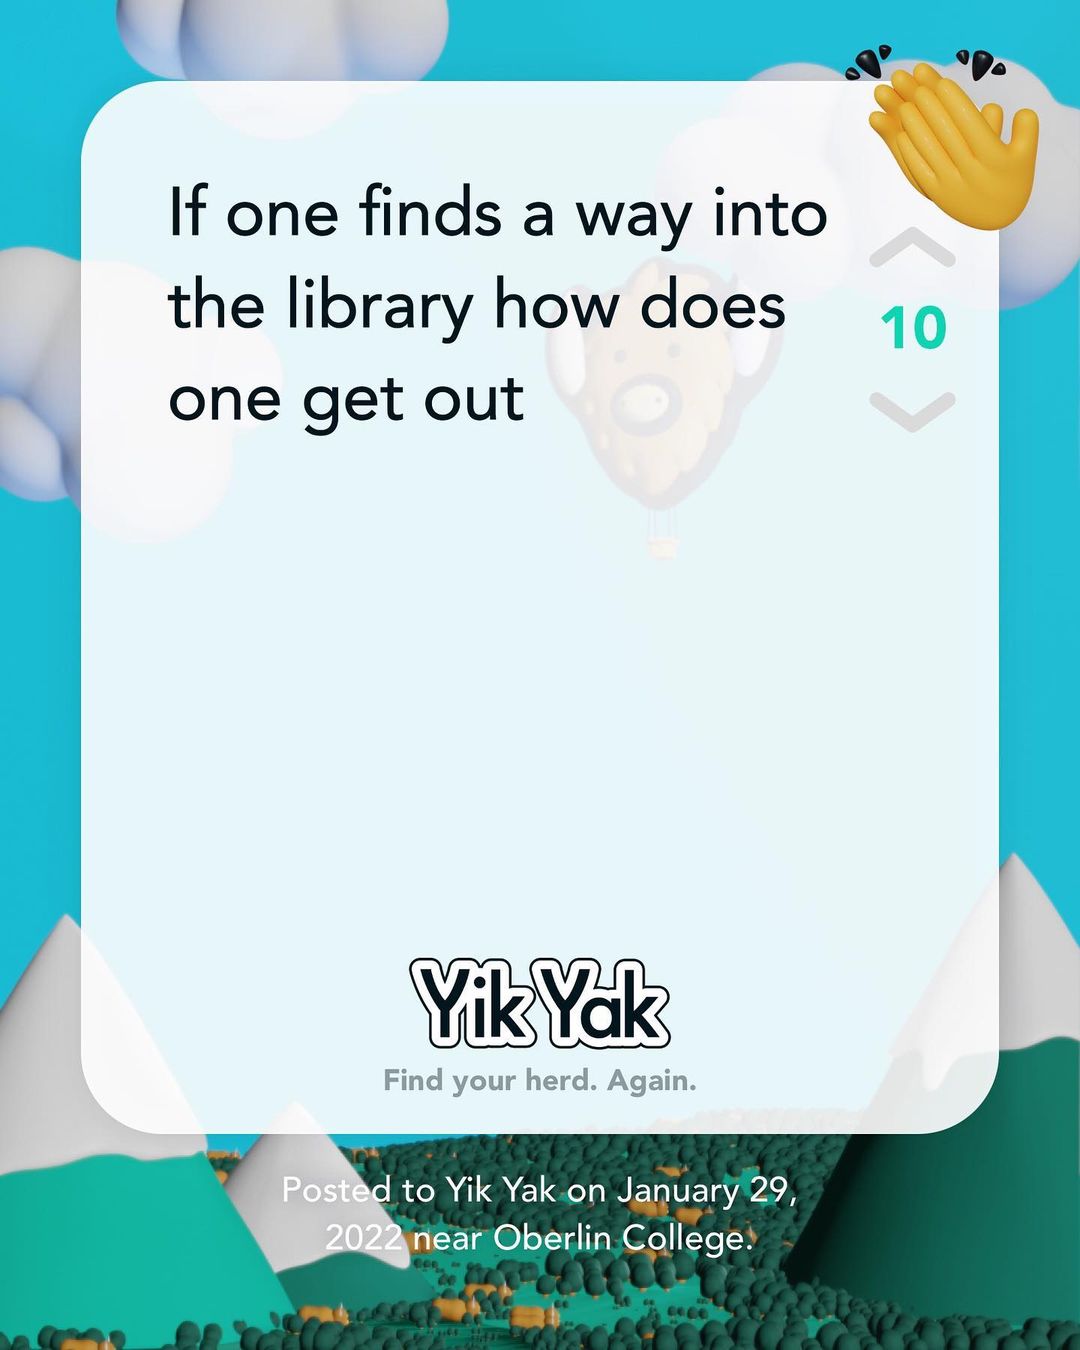 If one finds a way into
the library how does
one get out
10
Yik Yak
Find your herd. Again.
Posted to Yik Yak on January 29,
2022 near Oberlin College.